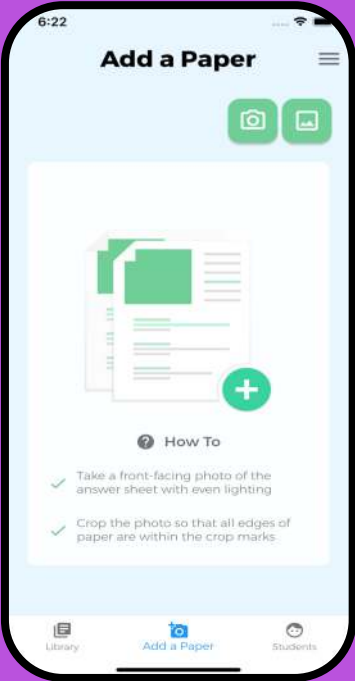 6:22
Add a Paper
How To
Take a front-facing photo of the
answer sheet with even lighting
Crop the photo so that all edges of
paper are within the crop marks
Library
Add a Paper
Students